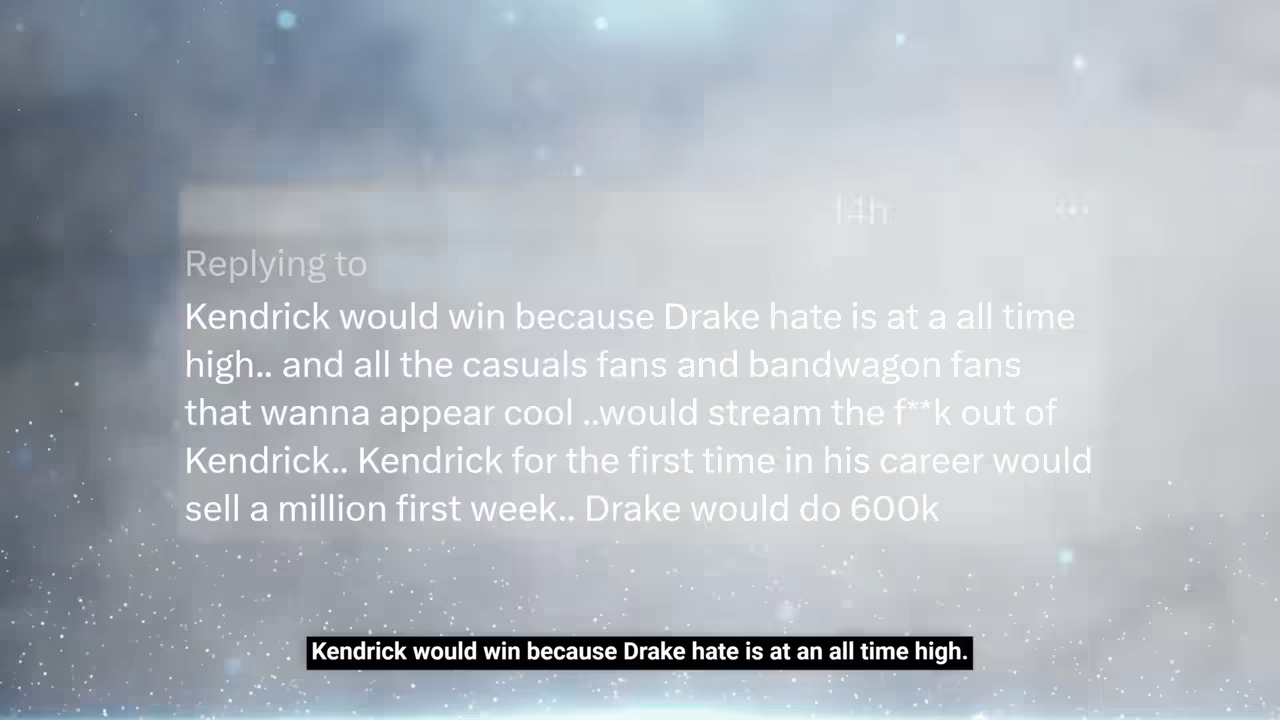 14h
Replying to
Kendrick would win because Drake hate is at a all time
high.. and all the casuals fans and bandwagon fans
that wanna appear cool ..would stream the f**k out of
Kendrick.. Kendrick for the first time in his career would
sell a million first week.. Drake would do 600k
Kendrick would win because Drake hate is at an all time high.